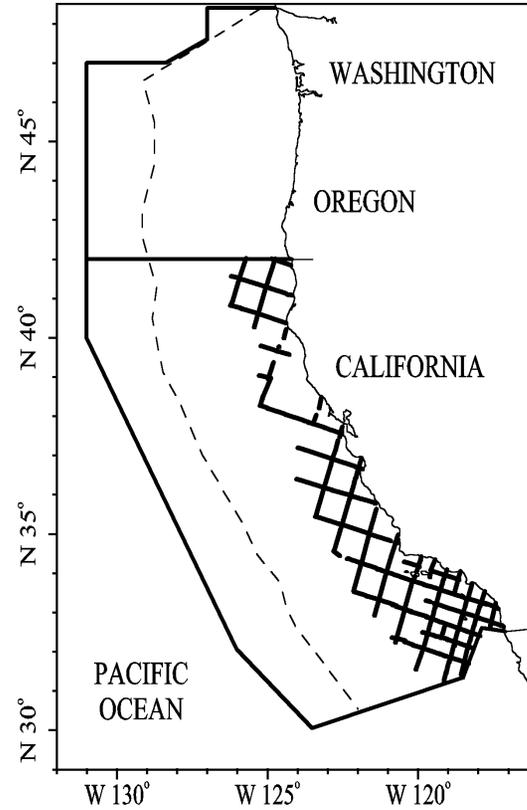 WASHINGTON
N 45°
OREGON
N 40°
CALIFORNIA
N 35°
PACIFIC
OCEAN
N 30°
W 130°
W 125°
W 120°